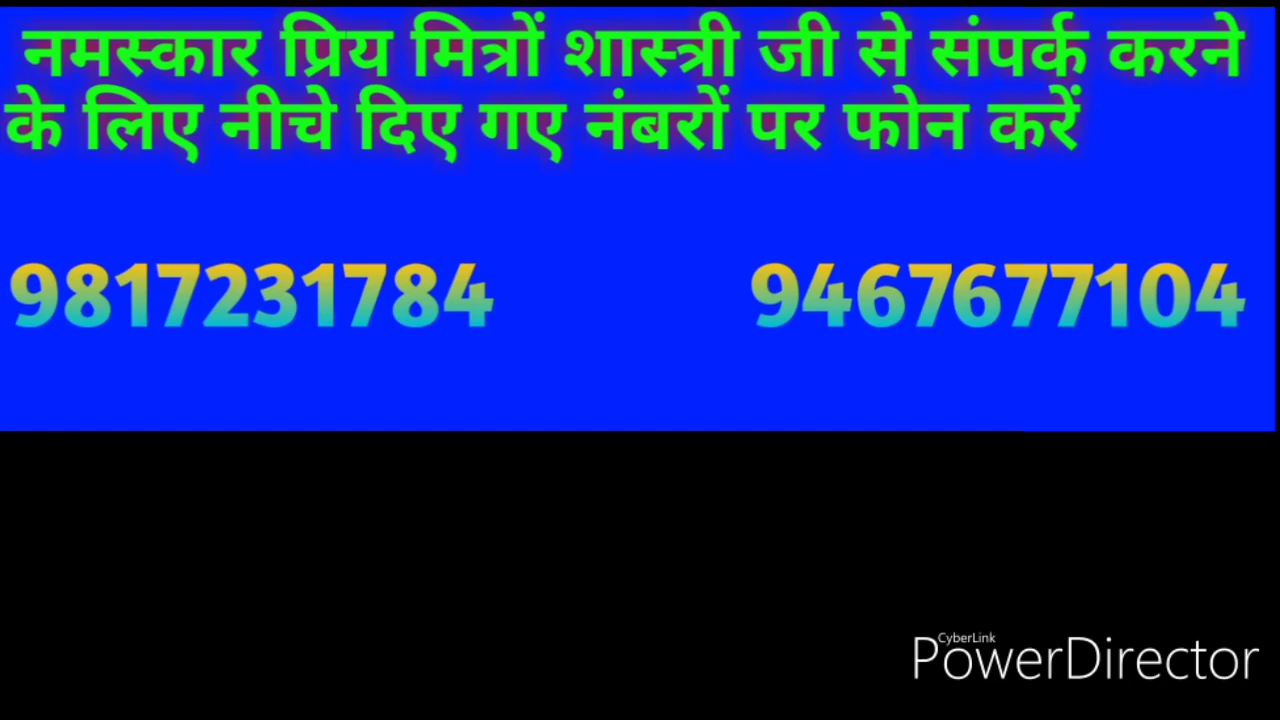 नमस्कार प्रिय मित्रों शास्त्री जी से संपर्क करने
के लिए नीचे दिए गए नंबरों पर फोन करें
9817231784 9467677104
CyberLink
PowerDirector